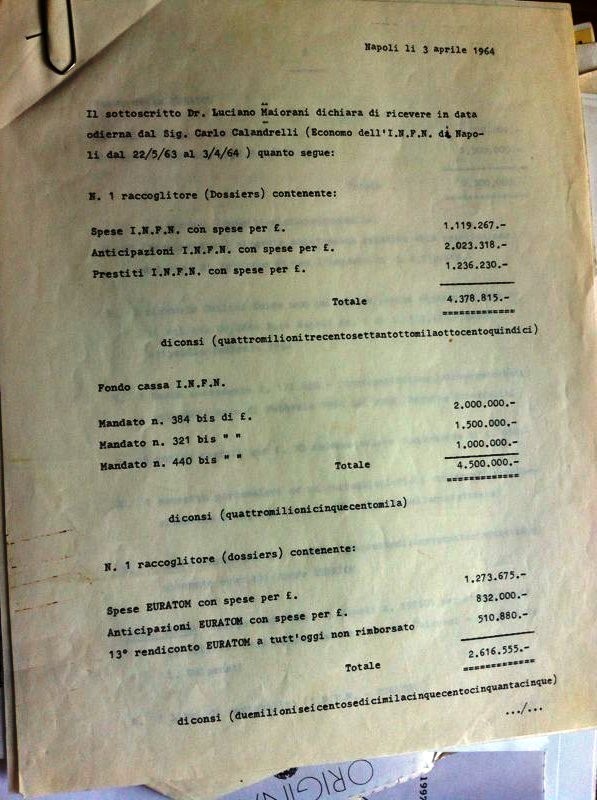 Napoli li 3 aprile 1964
Il sottoscritto Dr. Luciano Maiorani dichiara di ricevere in data
odierna dal Sig. Carlo Calandrelli (Economo dell'I.N.F.N. di Napo-
li dal 22/5/63 al 3/4/64 ) quanto segue:
N. 1 raccoglitore (Dossiers) contenente:
Spese I.N.F.N. con spese per £. 1.119.267.-
Anticipazioni I.N.F.N. con spese per £. 2.023.318.-
Prestiti I.N.F.N. con spese per £. 1.236.230.-
Totale 4.378.815.-
diconsi (quattromilionitrecentosettantottomilaottocentoquindici)
Fondo cassa I.N.F.N.
Mandato n. 384 bis di £. 2.000.000.-
Mandato n. 321 bis " " 1.500.000.-
Mandato n. 440 bis " " 1.000.000.-
Totale 4.500.000.-
diconsi (quattromilionicinquecentomila)
N. 1 raccoglitore (dossiers) contenente:
Spese EURATOM con spese per £. 1.273.675.-
Anticipazioni EURATOM con spese per £. 832.000.-
13° rendiconto EURATOM a tutt'oggi non rimborsato 510.880.-
Totale 2.616.555.-
diconsi (duemilioniseicentosedicimilacinquecentocinquantacinque)
.../...
ORIGIN
199